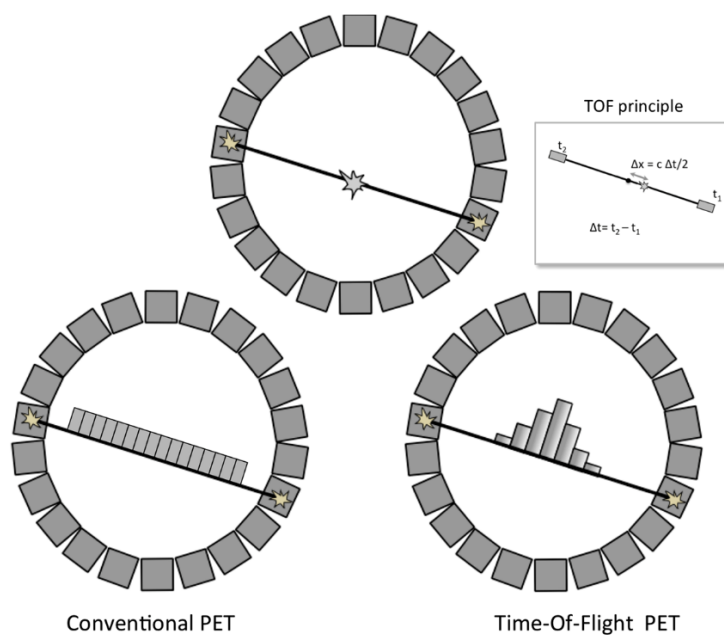 TOF principle
t₂
Δx = c Δt/2
t₁
Δt= t₂ – t₁
Conventional PET
Time-Of-Flight PET